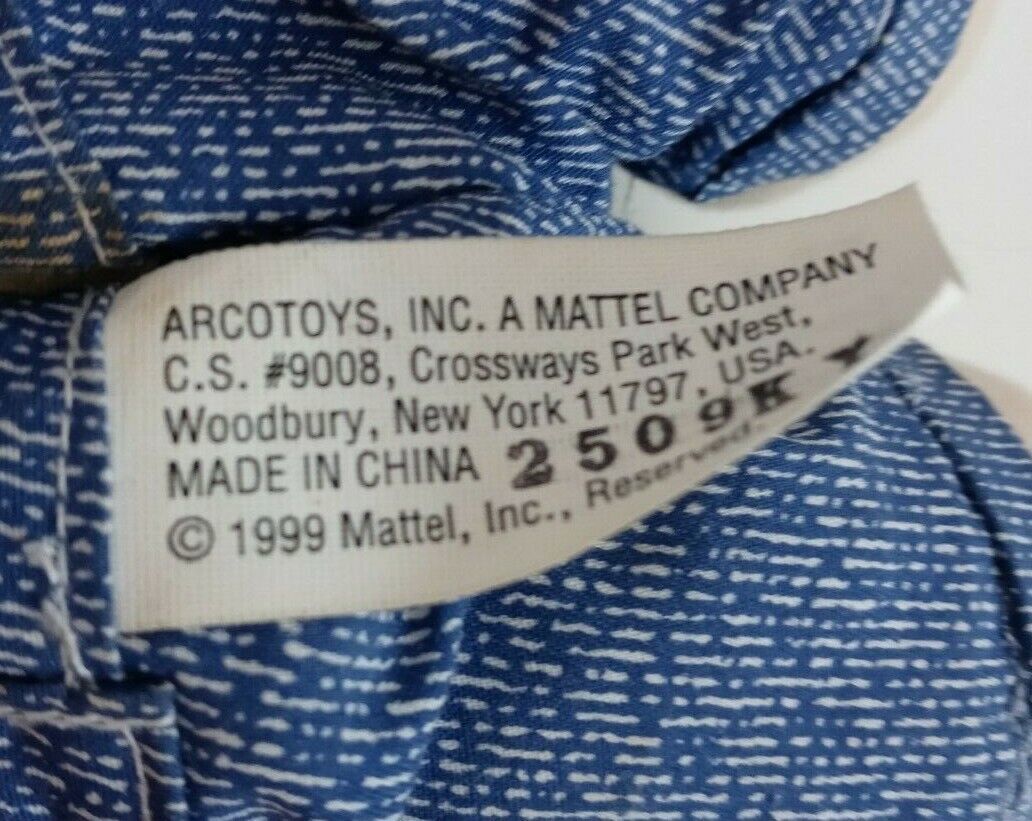 ARCOTOYS, INC. A MATTEL COMPANY
C.S. #9008, Crossways Park West,
Woodbury, New York 11797, USA.
MADE IN CHINA 2509K
© 1999 Mattel, Inc., Reserved.